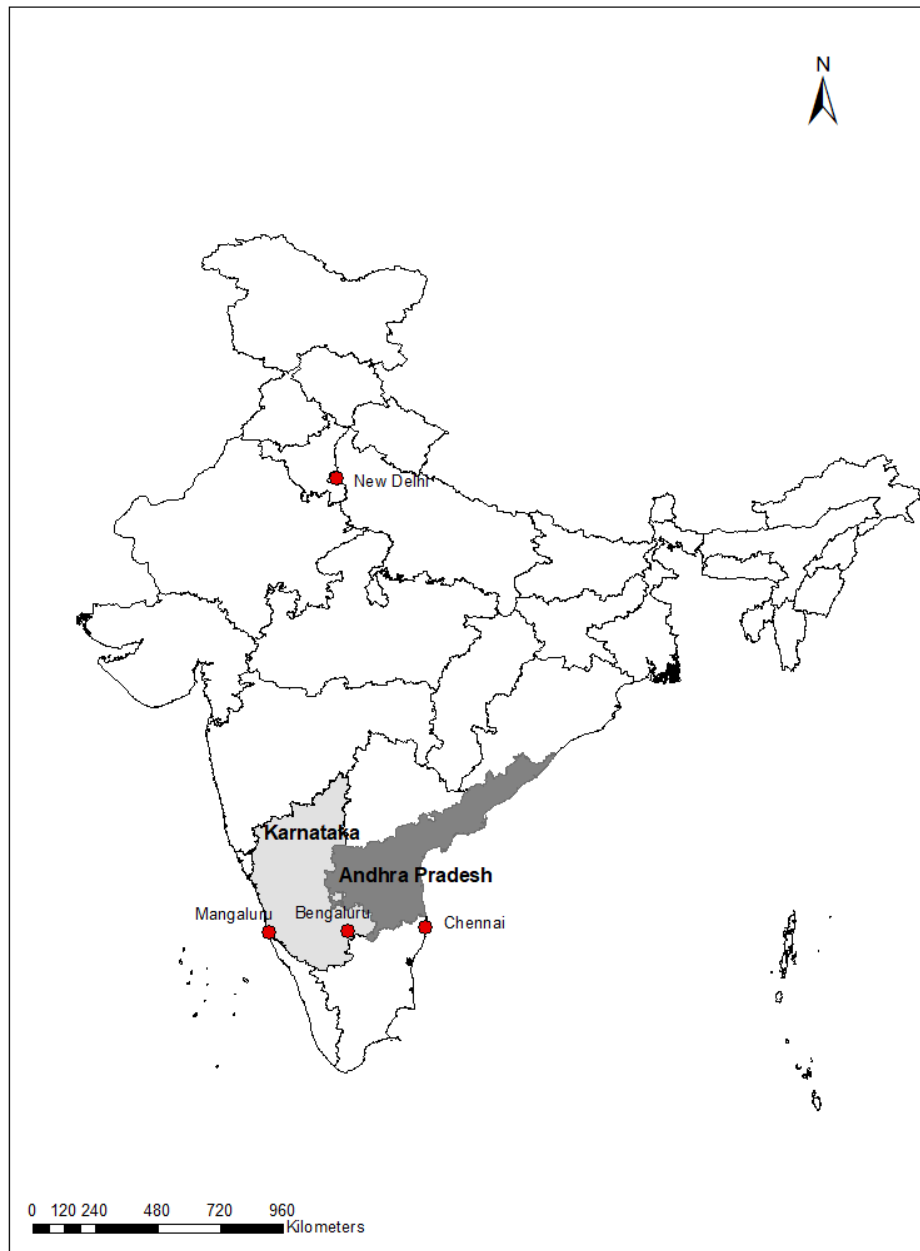 N
New Delhi
Karnataka
Andhra Pradesh
Mangaluru
Bengaluru
Chennai
0 120 240 480 720 960
Kilometers